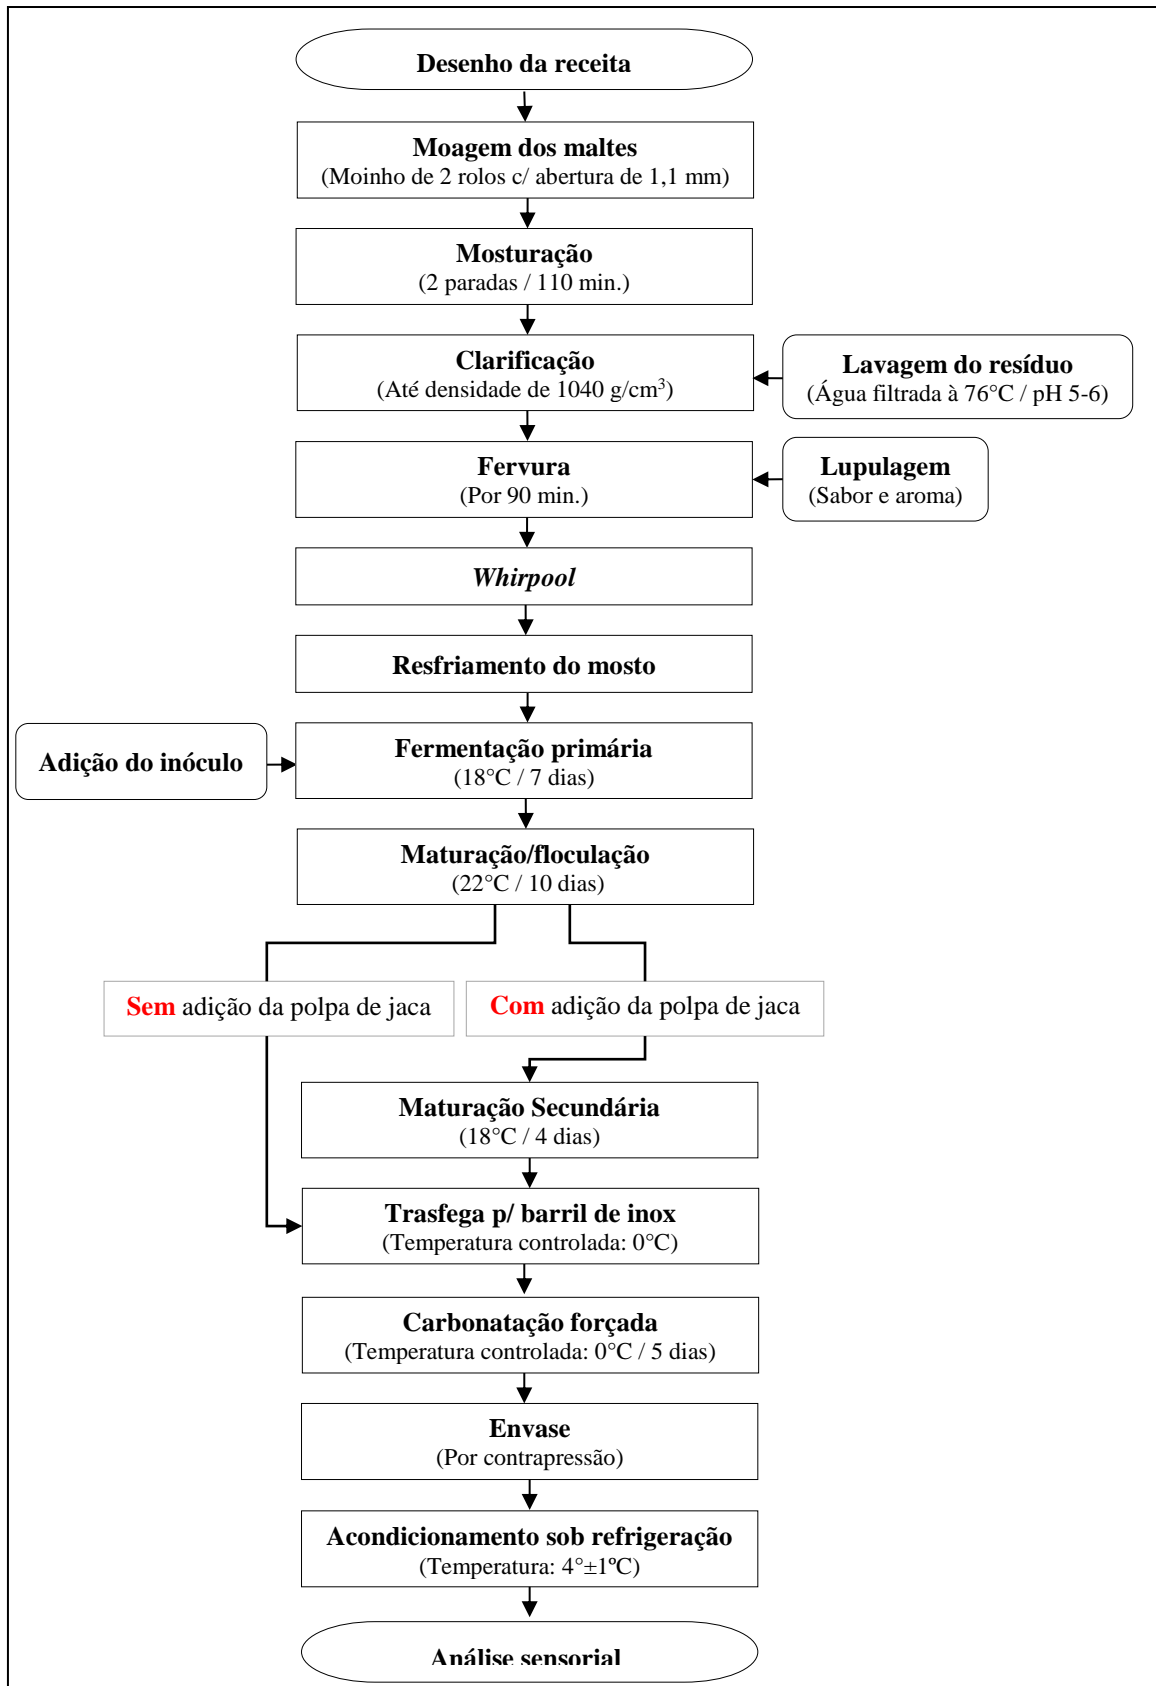 Desenho da receita
Moagem dos maltes
(Moinho de 2 rolos c/ abertura de 1,1 mm)
Mosturação
(2 paradas / 110 min.)
Clarificação
(Até densidade de 1040 g/cm³)
Lavagem do resíduo
(Água filtrada à 76°C / pH 5-6)
Fervura
(Por 90 min.)
Lupulagem
(Sabor e aroma)
Whirpool
Resfriamento do mosto
Adição do inóculo
Fermentação primária
(18°C / 7 dias)
Maturação/floculação
(22°C / 10 dias)
Sem adição da polpa de jaca
Com adição da polpa de jaca
Maturação Secundária
(18°C / 4 dias)
Trasfega p/ barril de inox
(Temperatura controlada: 0°C)
Carbonatação forçada
(Temperatura controlada: 0°C / 5 dias)
Envase
(Por contrapressão)
Acondicionamento sob refrigeração
(Temperatura: 4°±1ºC)
Análise sensorial